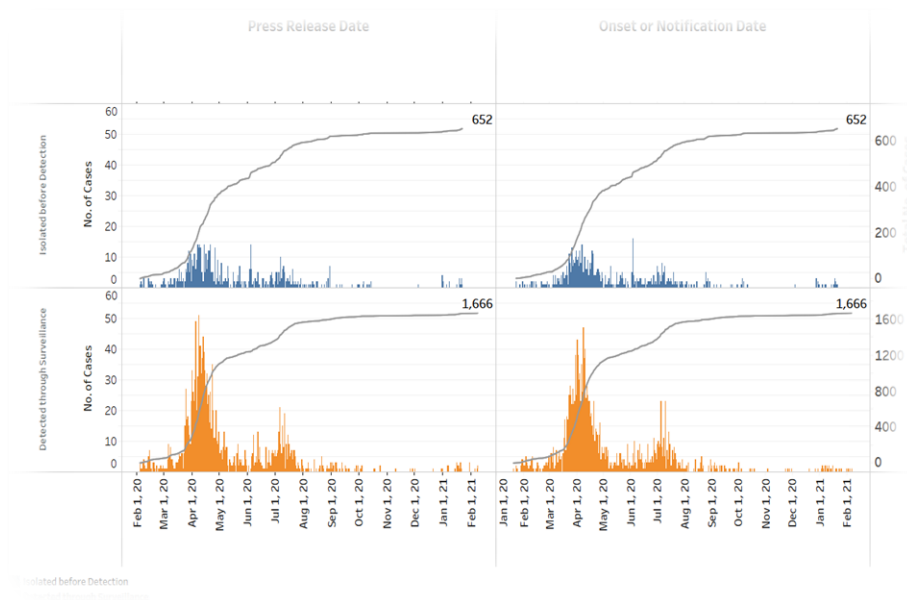 Press Release Date
Onset or Notification Date
Isolated before Detection
No. of Cases
60
50
40
30
20
10
0
652
652
600
400
200
0
Detected through Surveillance
No. of Cases
60
50
40
30
20
10
0
1,666
1,666
1600
1200
800
400
0
Feb 1, 20
Mar 1, 20
Apr 1, 20
May 1, 20
Jun 1, 20
Jul 1, 20
Aug 1, 20
Sep 1, 20
Oct 1, 20
Nov 1, 20
Dec 1, 20
Jan 1, 21
Feb 1, 21
Jan 1, 20
Feb 1, 20
Mar 1, 20
Apr 1, 20
May 1, 20
Jun 1, 20
Jul 1, 20
Aug 1, 20
Sep 1, 20
Oct 1, 20
Nov 1, 20
Dec 1, 20
Jan 1, 21
Feb 1, 21
Isolated before Detection